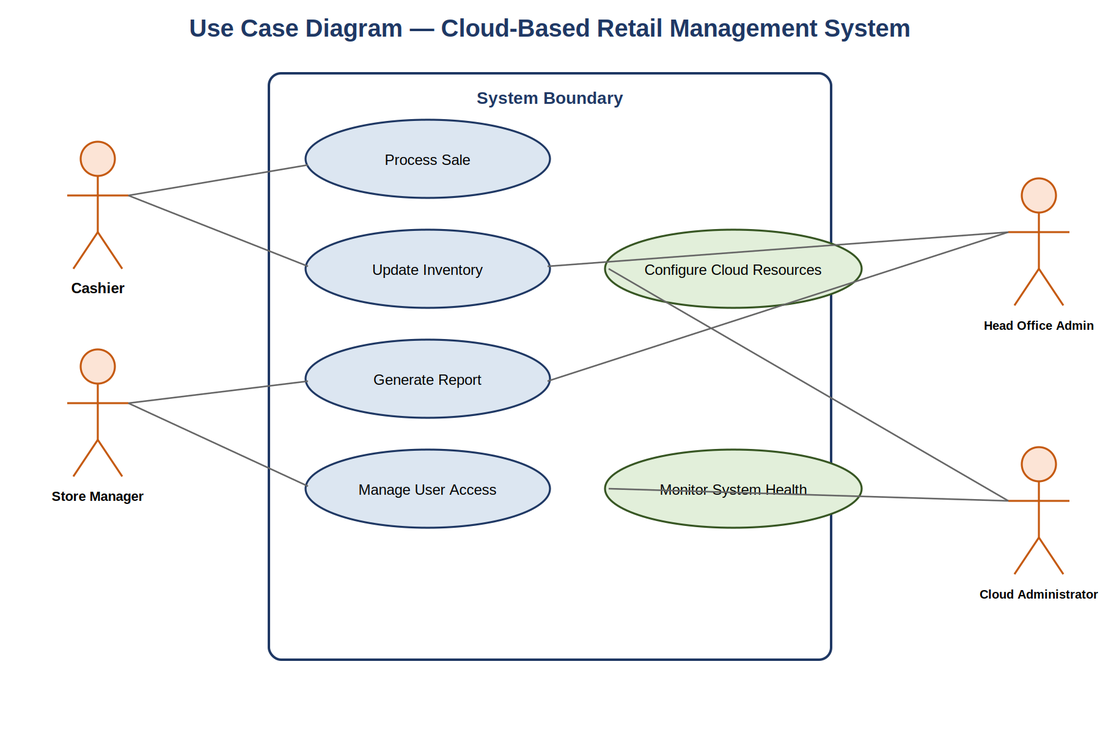 Use Case Diagram — Cloud-Based Retail Management System
System Boundary
Process Sale
Update Inventory
Configure Cloud Resources
Cashier
Head Office Admin
Generate Report
Store Manager
Manage User Access
Monitor System Health
Cloud Administrator